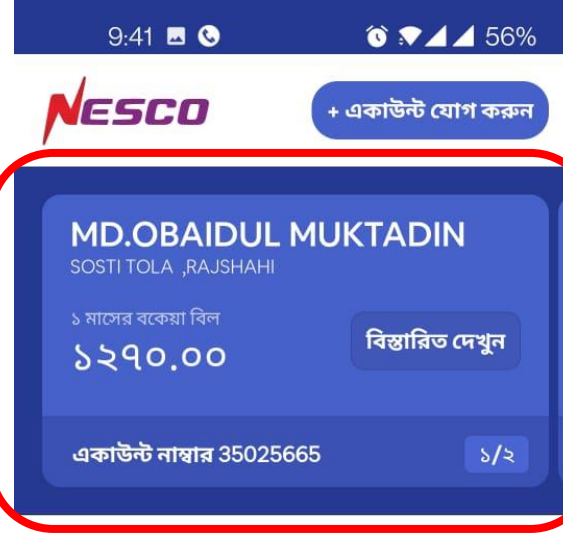 9:41 56%
NESCO
+ একাউন্ট যোগ করুন
MD.OBAIDUL MUKTADIN
SOSTI TOLA ,RAJSHAHI
১ মাসের বকেয়া বিল
১২৭০.০০
বিস্তারিত দেখুন
একাউন্ট নাম্বার 35025665
১/২